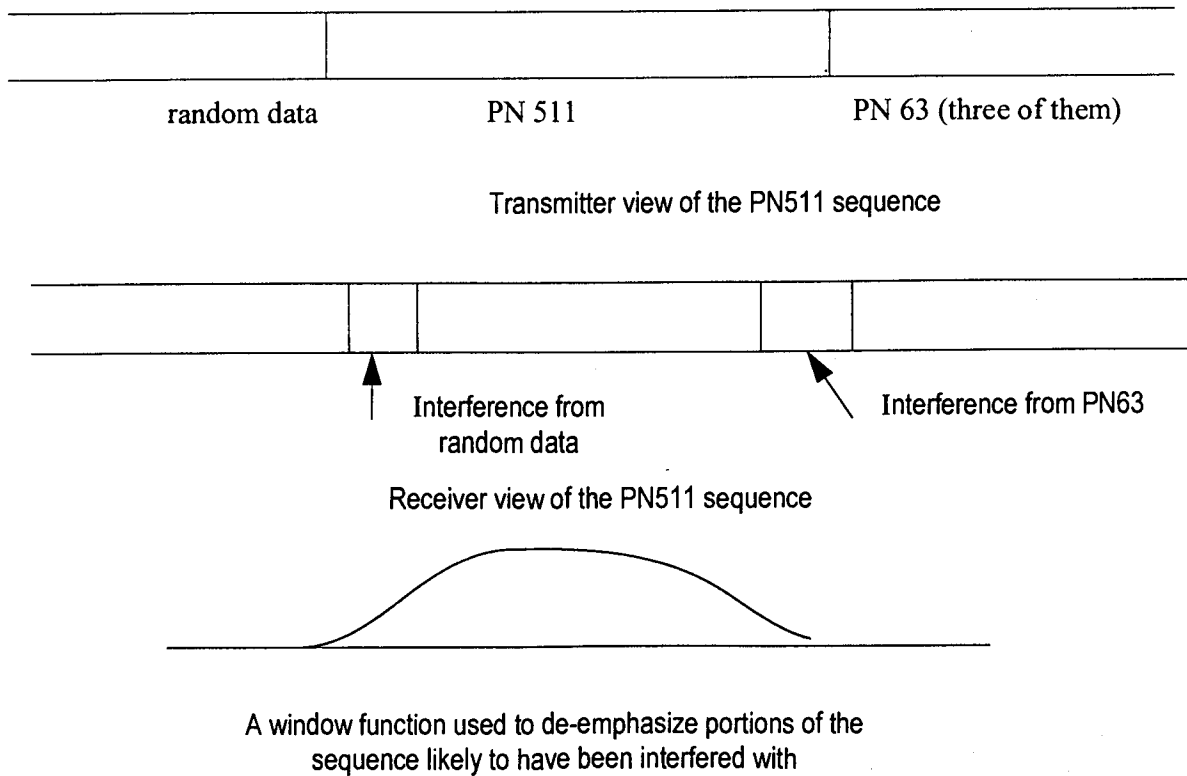 random data PN 511 PN 63 (three of them)
Transmitter view of the PN511 sequence
Interference from
random data
Interference from PN63
Receiver view of the PN511 sequence
A window function used to de-emphasize portions of the
sequence likely to have been interfered with